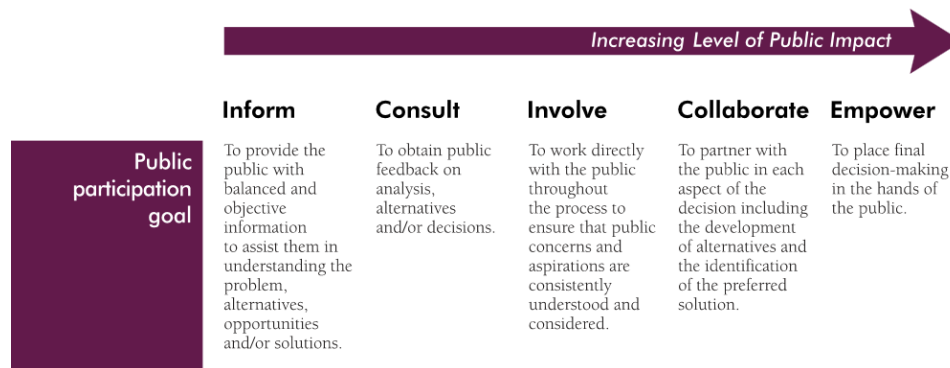 Increasing Level of Public Impact
Inform
Consult
Involve
Collaborate
Empower
Public
participation
goal
To provide the
public with
balanced and
objective
information
to assist them in
understanding the
problem,
alternatives,
opportunities
and/or solutions.
To obtain public
feedback on
analysis,
alternatives
and/or decisions.
To work directly
with the public
throughout
the process to
ensure that public
concerns and
aspirations are
consistently
understood and
considered.
To partner with
the public in each
aspect of the
decision including
the development
of alternatives and
the identification
of the preferred
solution.
To place final
decision-making
in the hands of
the public.